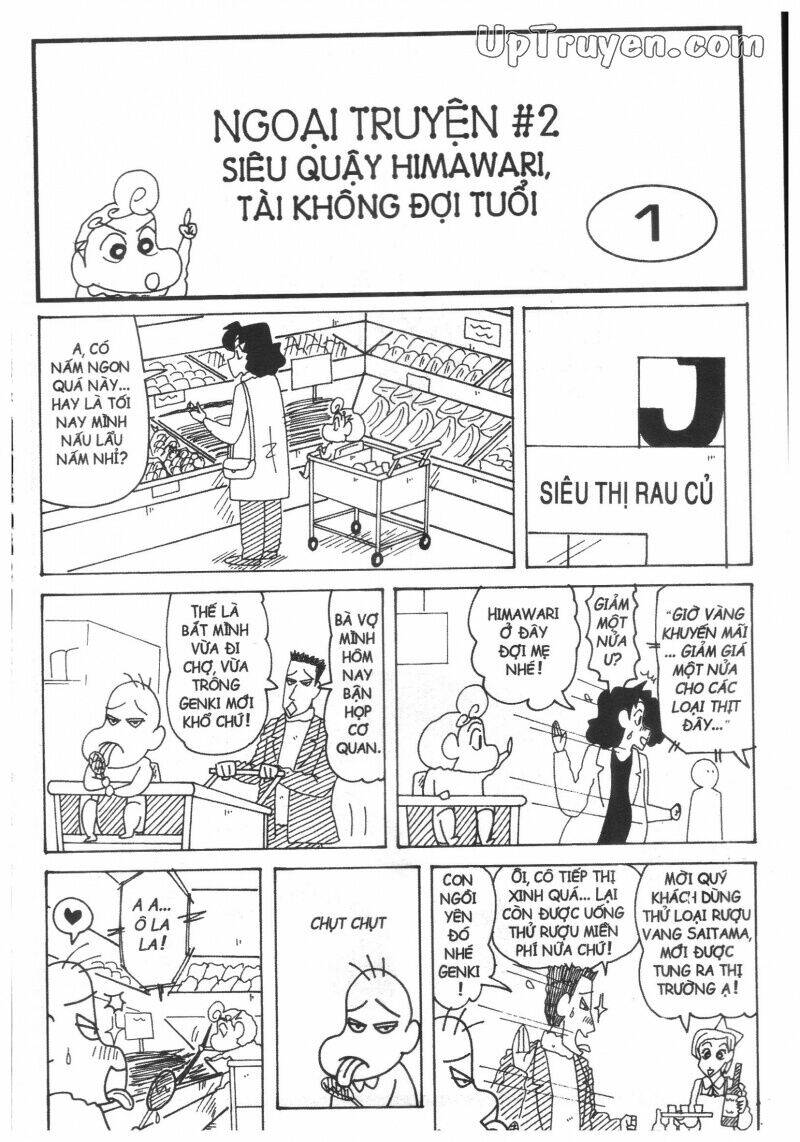 UpTruyen.com
NGOẠI TRUYỆN #2
SIÊU QUẬY HIMAWARI,
TÀI KHÔNG ĐỢI TUỔI
1
J
SIÊU THỊ RAU CỦ
A, CÓ
NẤM NGON
QUÁ NÀY...
HAY LÀ TỐI
NAY MÌNH
NẤU LẨU
NẤM NHỈ?
"GIỜ VÀNG
KHUYẾN MÃI
... GIẢM GIÁ
MỘT NỬA
CHO CÁC
LOẠI THỊT
ĐÂY..."
GIẢM
MỘT
NỬA
Ư?
HIMAWARI
Ở ĐÂY
ĐỢI MẸ
NHÉ!
BÀ VỢ
MÌNH
HÔM
NAY
BẬN
HỌP
CƠ
QUAN.
THẾ LÀ
BẮT MÌNH
VỪA ĐI
CHỢ, VỪA
TRÔNG
GENKI MỚI
KHỔ CHỨ!
MỜI QUÝ
KHÁCH DÙNG
THỬ LOẠI RƯỢU
VANG SAITAMA,
MỚI ĐƯỢC
TUNG RA THỊ
TRƯỜNG Ạ!
ÔI, CÔ TIẾP THỊ
XINH QUÁ... LẠI
CÒN ĐƯỢC UỐNG
THỬ RƯỢU MIỄN
PHÍ NỮA CHỨ!
CON
NGỒI
YÊN
ĐÓ
NHÉ
GENKI!
CHỤT CHỤT
A A...
Ô LA
LA!